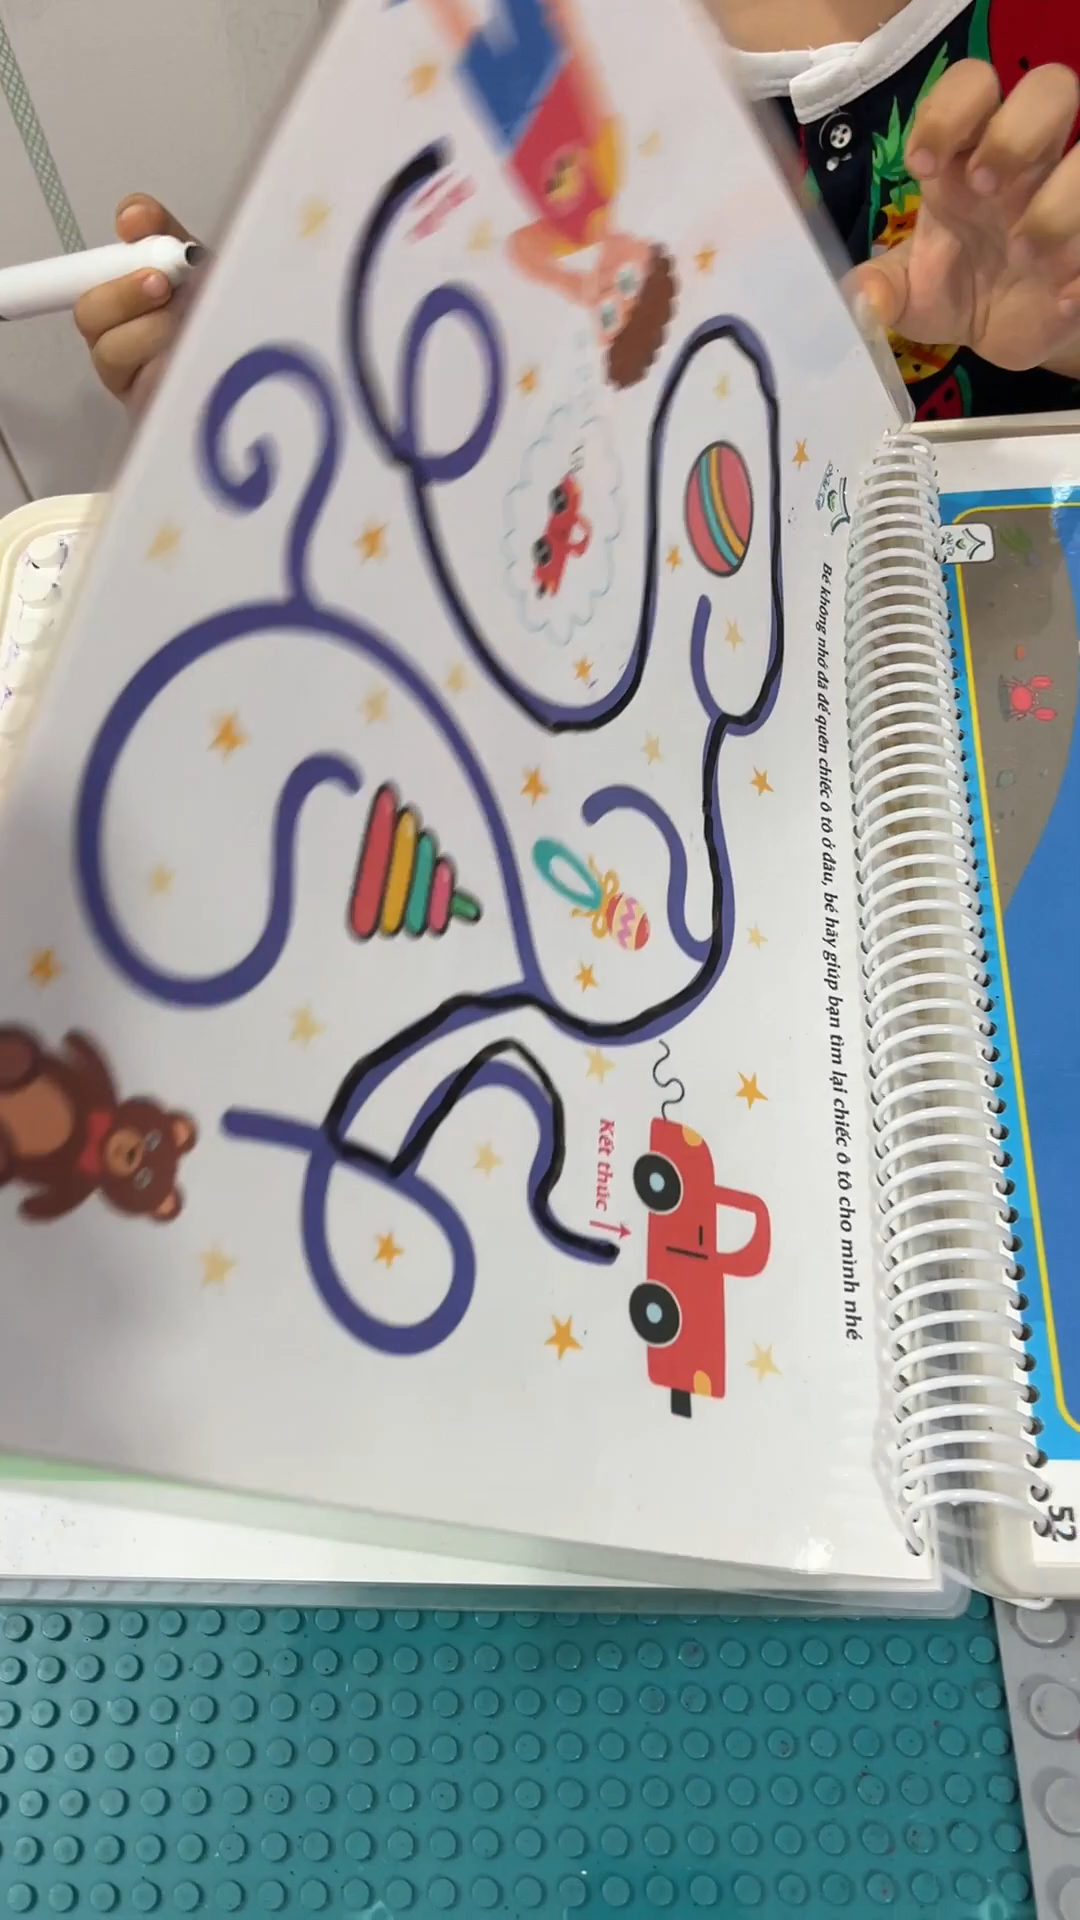 Bé không nhớ đã để quên chiếc ô tô ở đâu, bé hãy giúp bạn tìm lại chiếc ô tô cho mình nhé
Kết thúc
52